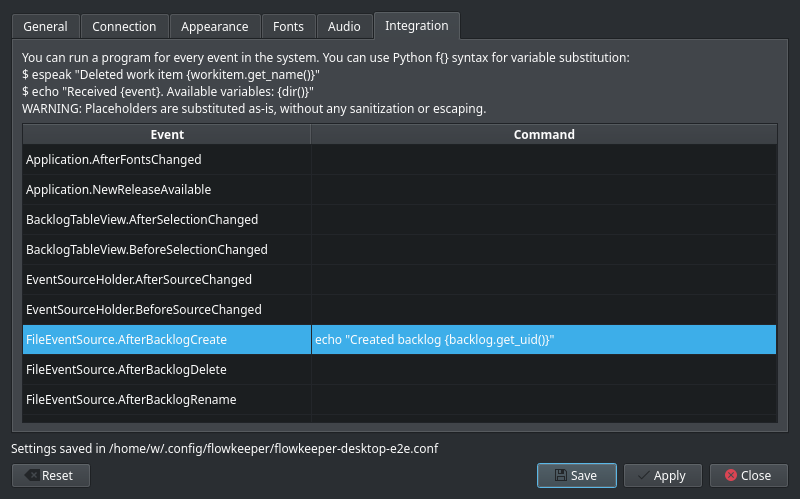 General Connection Appearance Fonts Audio Integration
You can run a program for every event in the system. You can use Python f{} syntax for variable substitution:
$ espeak "Deleted work item {workitem.get_name()}"
$ echo "Received {event}. Available variables: {dir()}"
WARNING: Placeholders are substituted as-is, without any sanitization or escaping.
Event Command
Application.AfterFontsChanged
Application.NewReleaseAvailable
BacklogTableView.AfterSelectionChanged
BacklogTableView.BeforeSelectionChanged
EventSourceHolder.AfterSourceChanged
EventSourceHolder.BeforeSourceChanged
FileEventSource.AfterBacklogCreate echo "Created backlog {backlog.get_uid()}"
FileEventSource.AfterBacklogDelete
FileEventSource.AfterBacklogRename
Settings saved in /home/w/.config/flowkeeper/flowkeeper-desktop-e2e.conf
Reset Save Apply Close